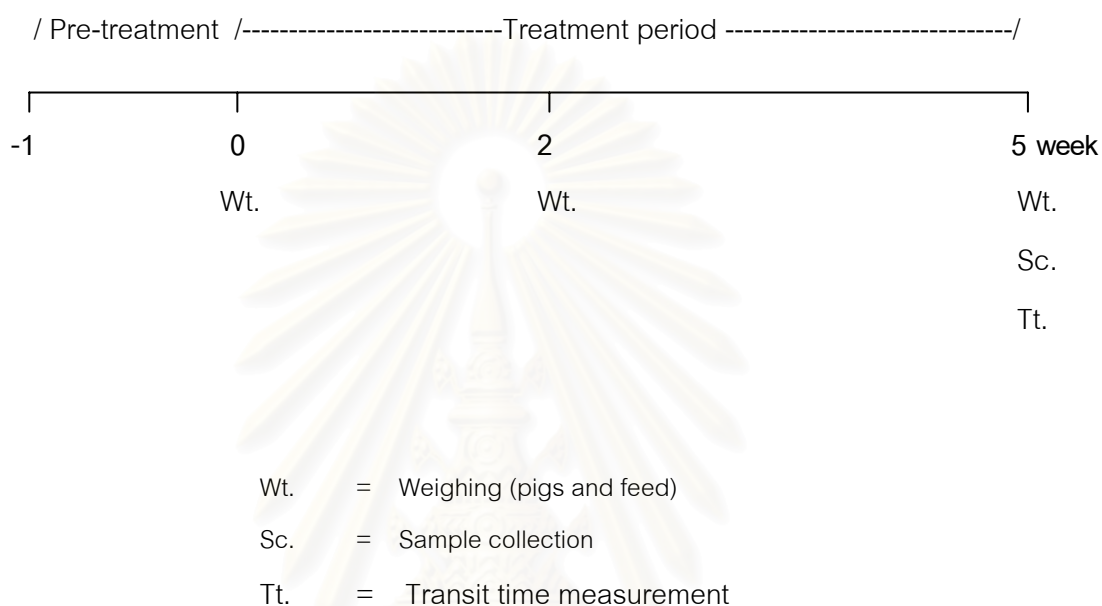 / Pre-treatment /----------------------------Treatment period -------------------------------/
-1 0 2 5 week
Wt. Wt. Wt.
Sc.
Tt.
Wt. = Weighing (pigs and feed)
Sc. = Sample collection
Tt. = Transit time measurement